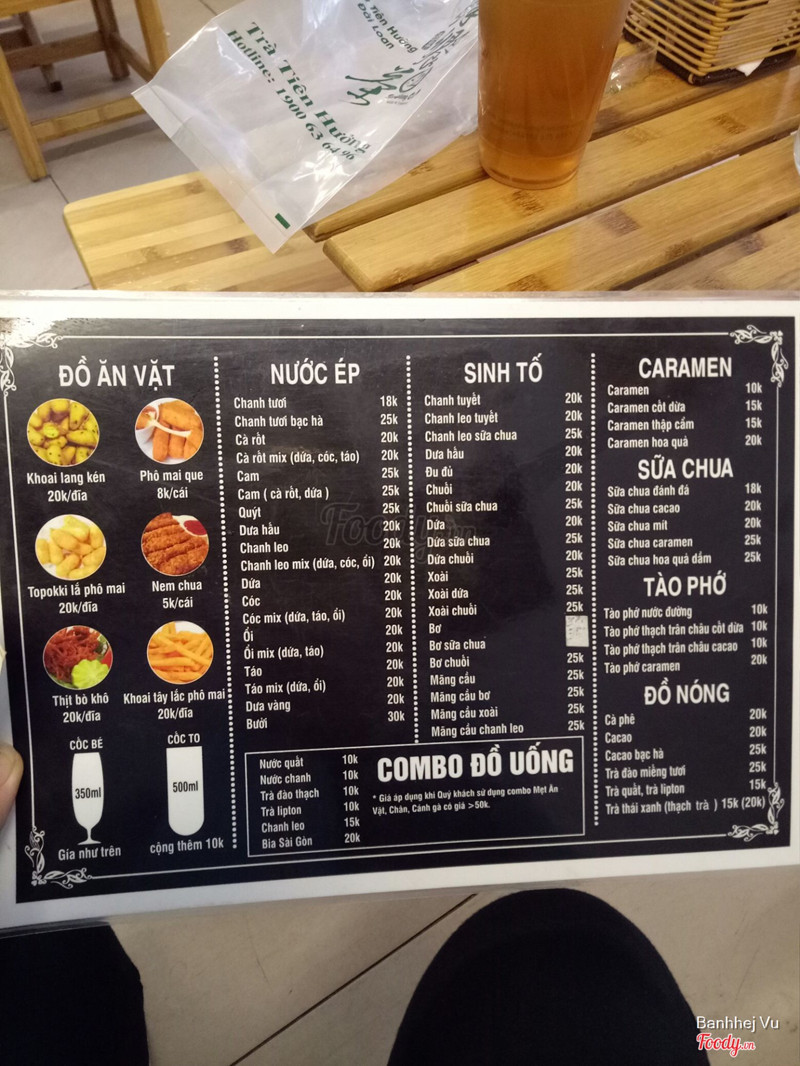 Trà Tiên Hưởng
Hotline: 1900 63 64 96
Tiên Hương
Đài Loan
ĐỒ ĂN VẶT
Khoai lang kén
20k/đĩa
Phô mai que
8k/cái
Topokki lắ phô mai
20k/đĩa
Nem chua
5k/cái
Thịt bò khô
20k/đĩa
Khoai tây lắc phô mai
20k/đĩa
CỐC BÉ
350ml
Gía như trên
CỐC TO
500ml
cộng thêm 10k
NƯỚC ÉP
Chanh tươi 18k
Chanh tươi bạc hà 25k
Cà rốt 20k
Cà rốt mix (dứa, cóc, táo) 25k
Cam 25k
Cam ( cà rốt, dứa ) 25k
Quýt 25k
Dưa hấu 20k
Chanh leo 20k
Chanh leo mix (dứa, cóc, ổi) 20k
Dứa 20k
Cóc 20k
Cóc mix (dứa, táo, ổi) 20k
Ổi 20k
Ổi mix (dứa, táo) 20k
Táo 20k
Táo mix (dứa, ổi) 20k
Dưa vàng 20k
Bưởi 30k
SINH TỐ
Chanh tuyết 20k
Chanh leo tuyết 20k
Chanh leo sữa chua 25k
Dưa hấu 20k
Đu đủ 20k
Chuối 20k
Chuối sữa chua 25k
Dứa 20k
Dứa sữa chua 25k
Dứa chuối 25k
Xoài 25k
Xoài dừa 25k
Xoài chuối 25k
Bơ
Bơ sữa chua
Bơ chuối 25k
Mãng cầu 25k
Mãng cầu bơ 25k
Mãng cầu xoài 25k
Mãng cầu chanh leo 25k
COMBO ĐỒ UỐNG
Nước quất 10k
Nước chanh 10k
Trà đào thạch 10k
Trà lipton 10k
Chanh leo 15k
Bia Sài Gòn 20k
* Giá áp dụng khi Quý khách sử dụng combo Mẹt Ăn
Vặt, Chân, Cánh gà có giá >50k.
CARAMEN
Caramen 10k
Caramen cốt dừa 15k
Caramen thập cẩm 15k
Caramen hoa quả 20k
SỮA CHUA
Sữa chua đánh đá 18k
Sữa chua cacao 20k
Sữa chua mít 20k
Sữa chua caramen 25k
Sữa chua hoa quả dầm 25k
TÀO PHỚ
Tào phớ nước đường 10k
Tào phớ thạch trân châu cốt dừa 10k
Tào phớ thạch trân châu cacao 10k
Tào phớ caramen 20k
ĐỒ NÓNG
Cà phê 20k
Cacao 20k
Cacao bạc hà 25k
Trà đào miếng tươi 25k
Trà quất, trà lipton 15k
Trà thái xanh (thạch trà ) 15k (20k)
Foody.vn
Banhhej Vu
Foody.vn